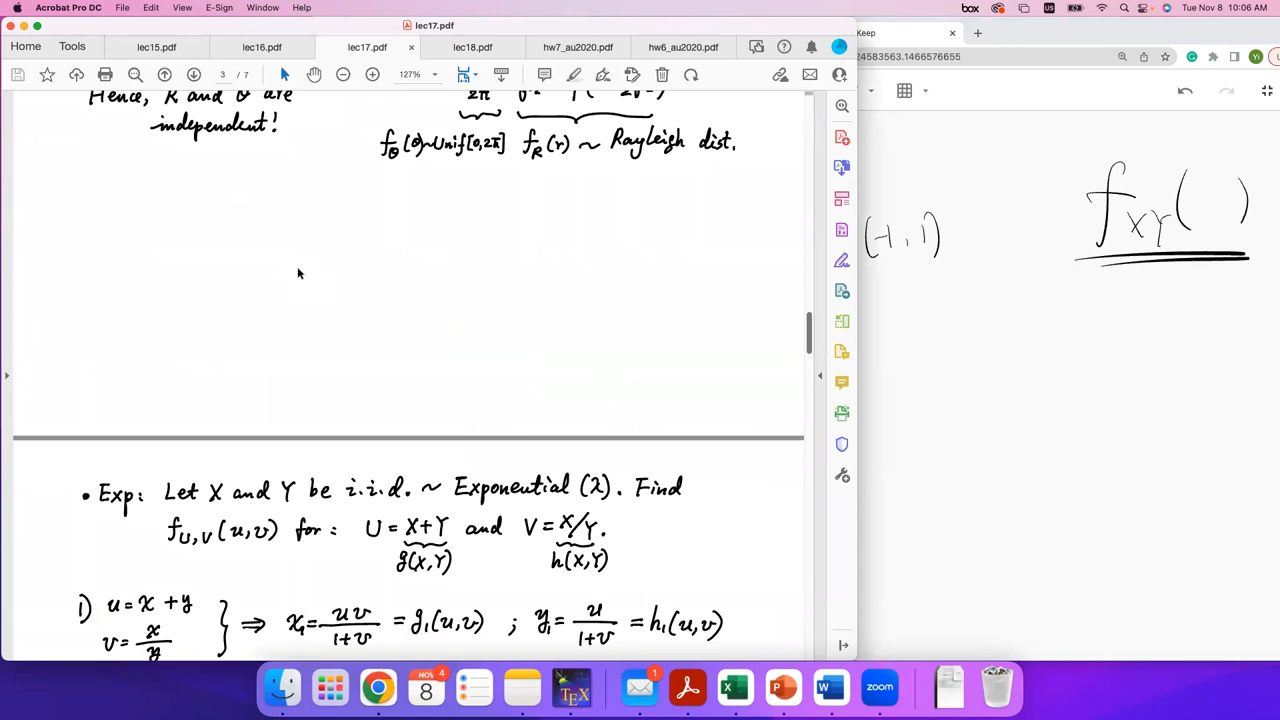 Acrobat Pro DC File Edit View E-Sign Window Help box Tue Nov 8 10:06 AM
lec17.pdf
Keep
Home Tools lec15.pdf lec16.pdf lec17.pdf lec18.pdf hw7_au2020.pdf hw6_au2020.pdf
24583563.1466576655
3 / 7 127%
Hence, R and Θ are 2π
independent!
f_Θ(θ)~Unif[0,2π] f_R(r) ~ Rayleigh dist.
f_XY( )
(-1, 1)
• Exp: Let X and Y be i.i.d. ~ Exponential (λ). Find
f_U,V(u,v) for: U = X+Y and V = X/Y.
g(X,Y) h(X,Y)
1) u = x + y
v = x/y } ⇒ x₁ = uv/1+v = g₁(u,v) ; y₁ = u/1+v = h₁(u,v)
NOV 4
8
1
TEX
zoom